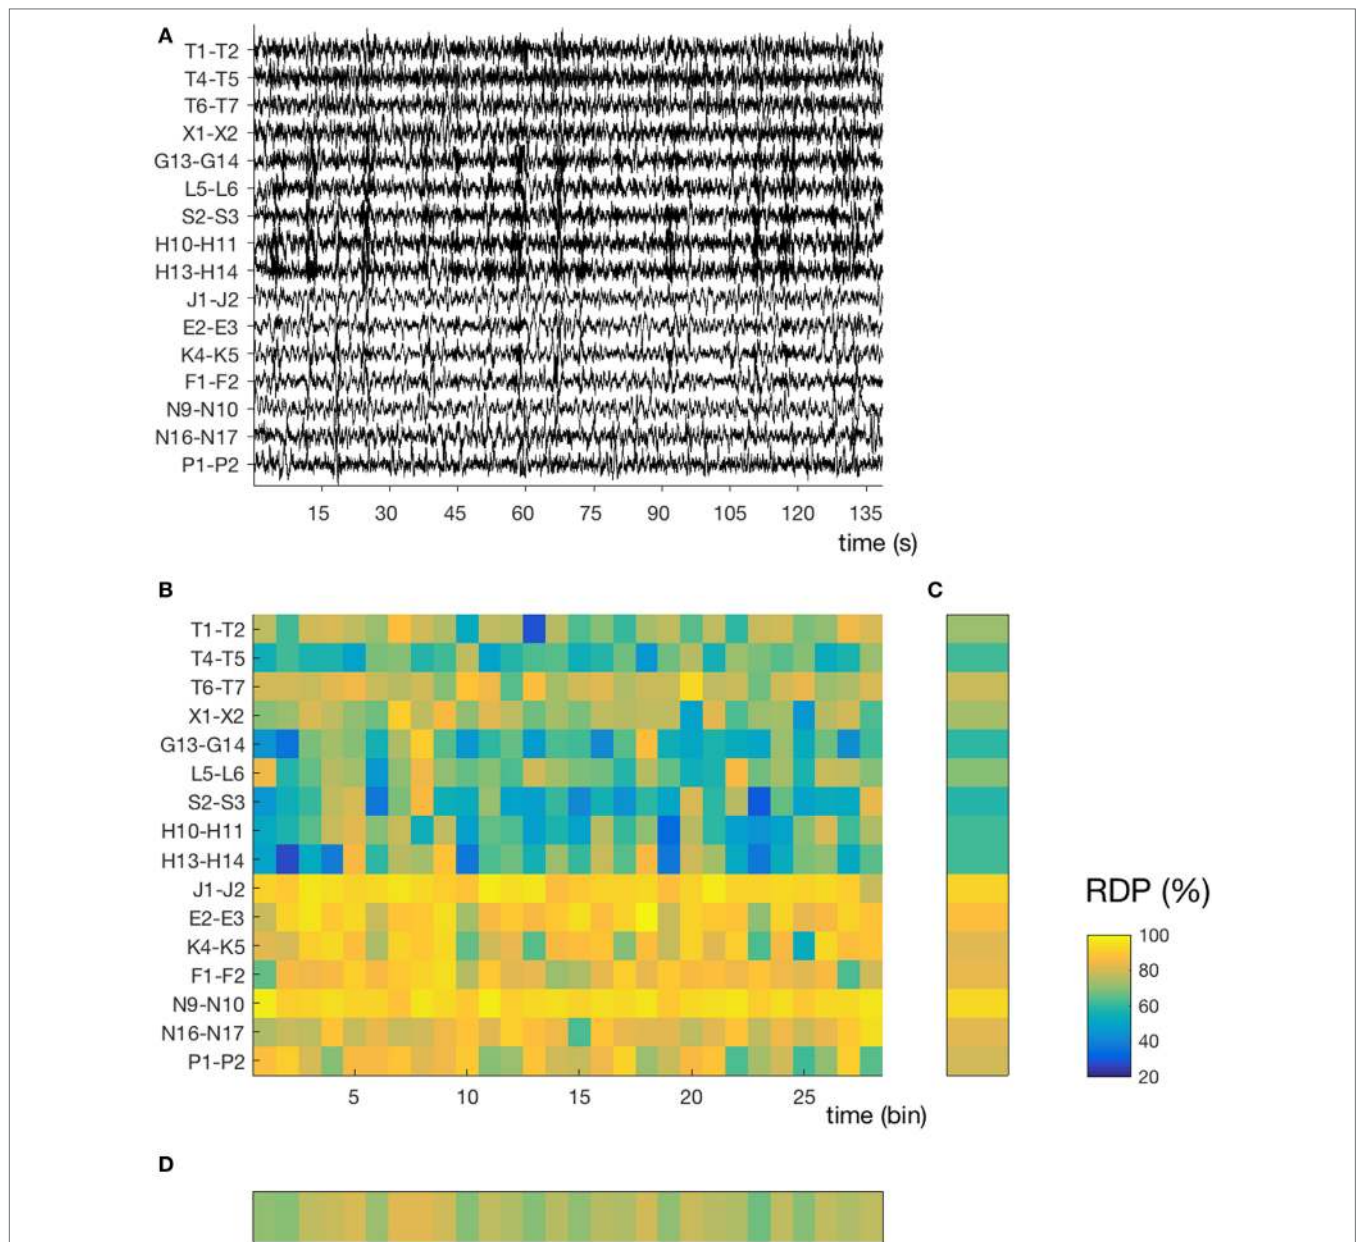 A
T1-T2
T4-T5
T6-T7
X1-X2
G13-G14
L5-L6
S2-S3
H10-H11
H13-H14
J1-J2
E2-E3
K4-K5
F1-F2
N9-N10
N16-N17
P1-P2
15 30 45 60 75 90 105 120 135
time (s)
B
C
T1-T2
T4-T5
T6-T7
X1-X2
G13-G14
L5-L6
S2-S3
H10-H11
H13-H14
J1-J2
E2-E3
K4-K5
F1-F2
N9-N10
N16-N17
P1-P2
5 10 15 20 25
time (bin)
RDP (%)
100
80
60
40
20
D